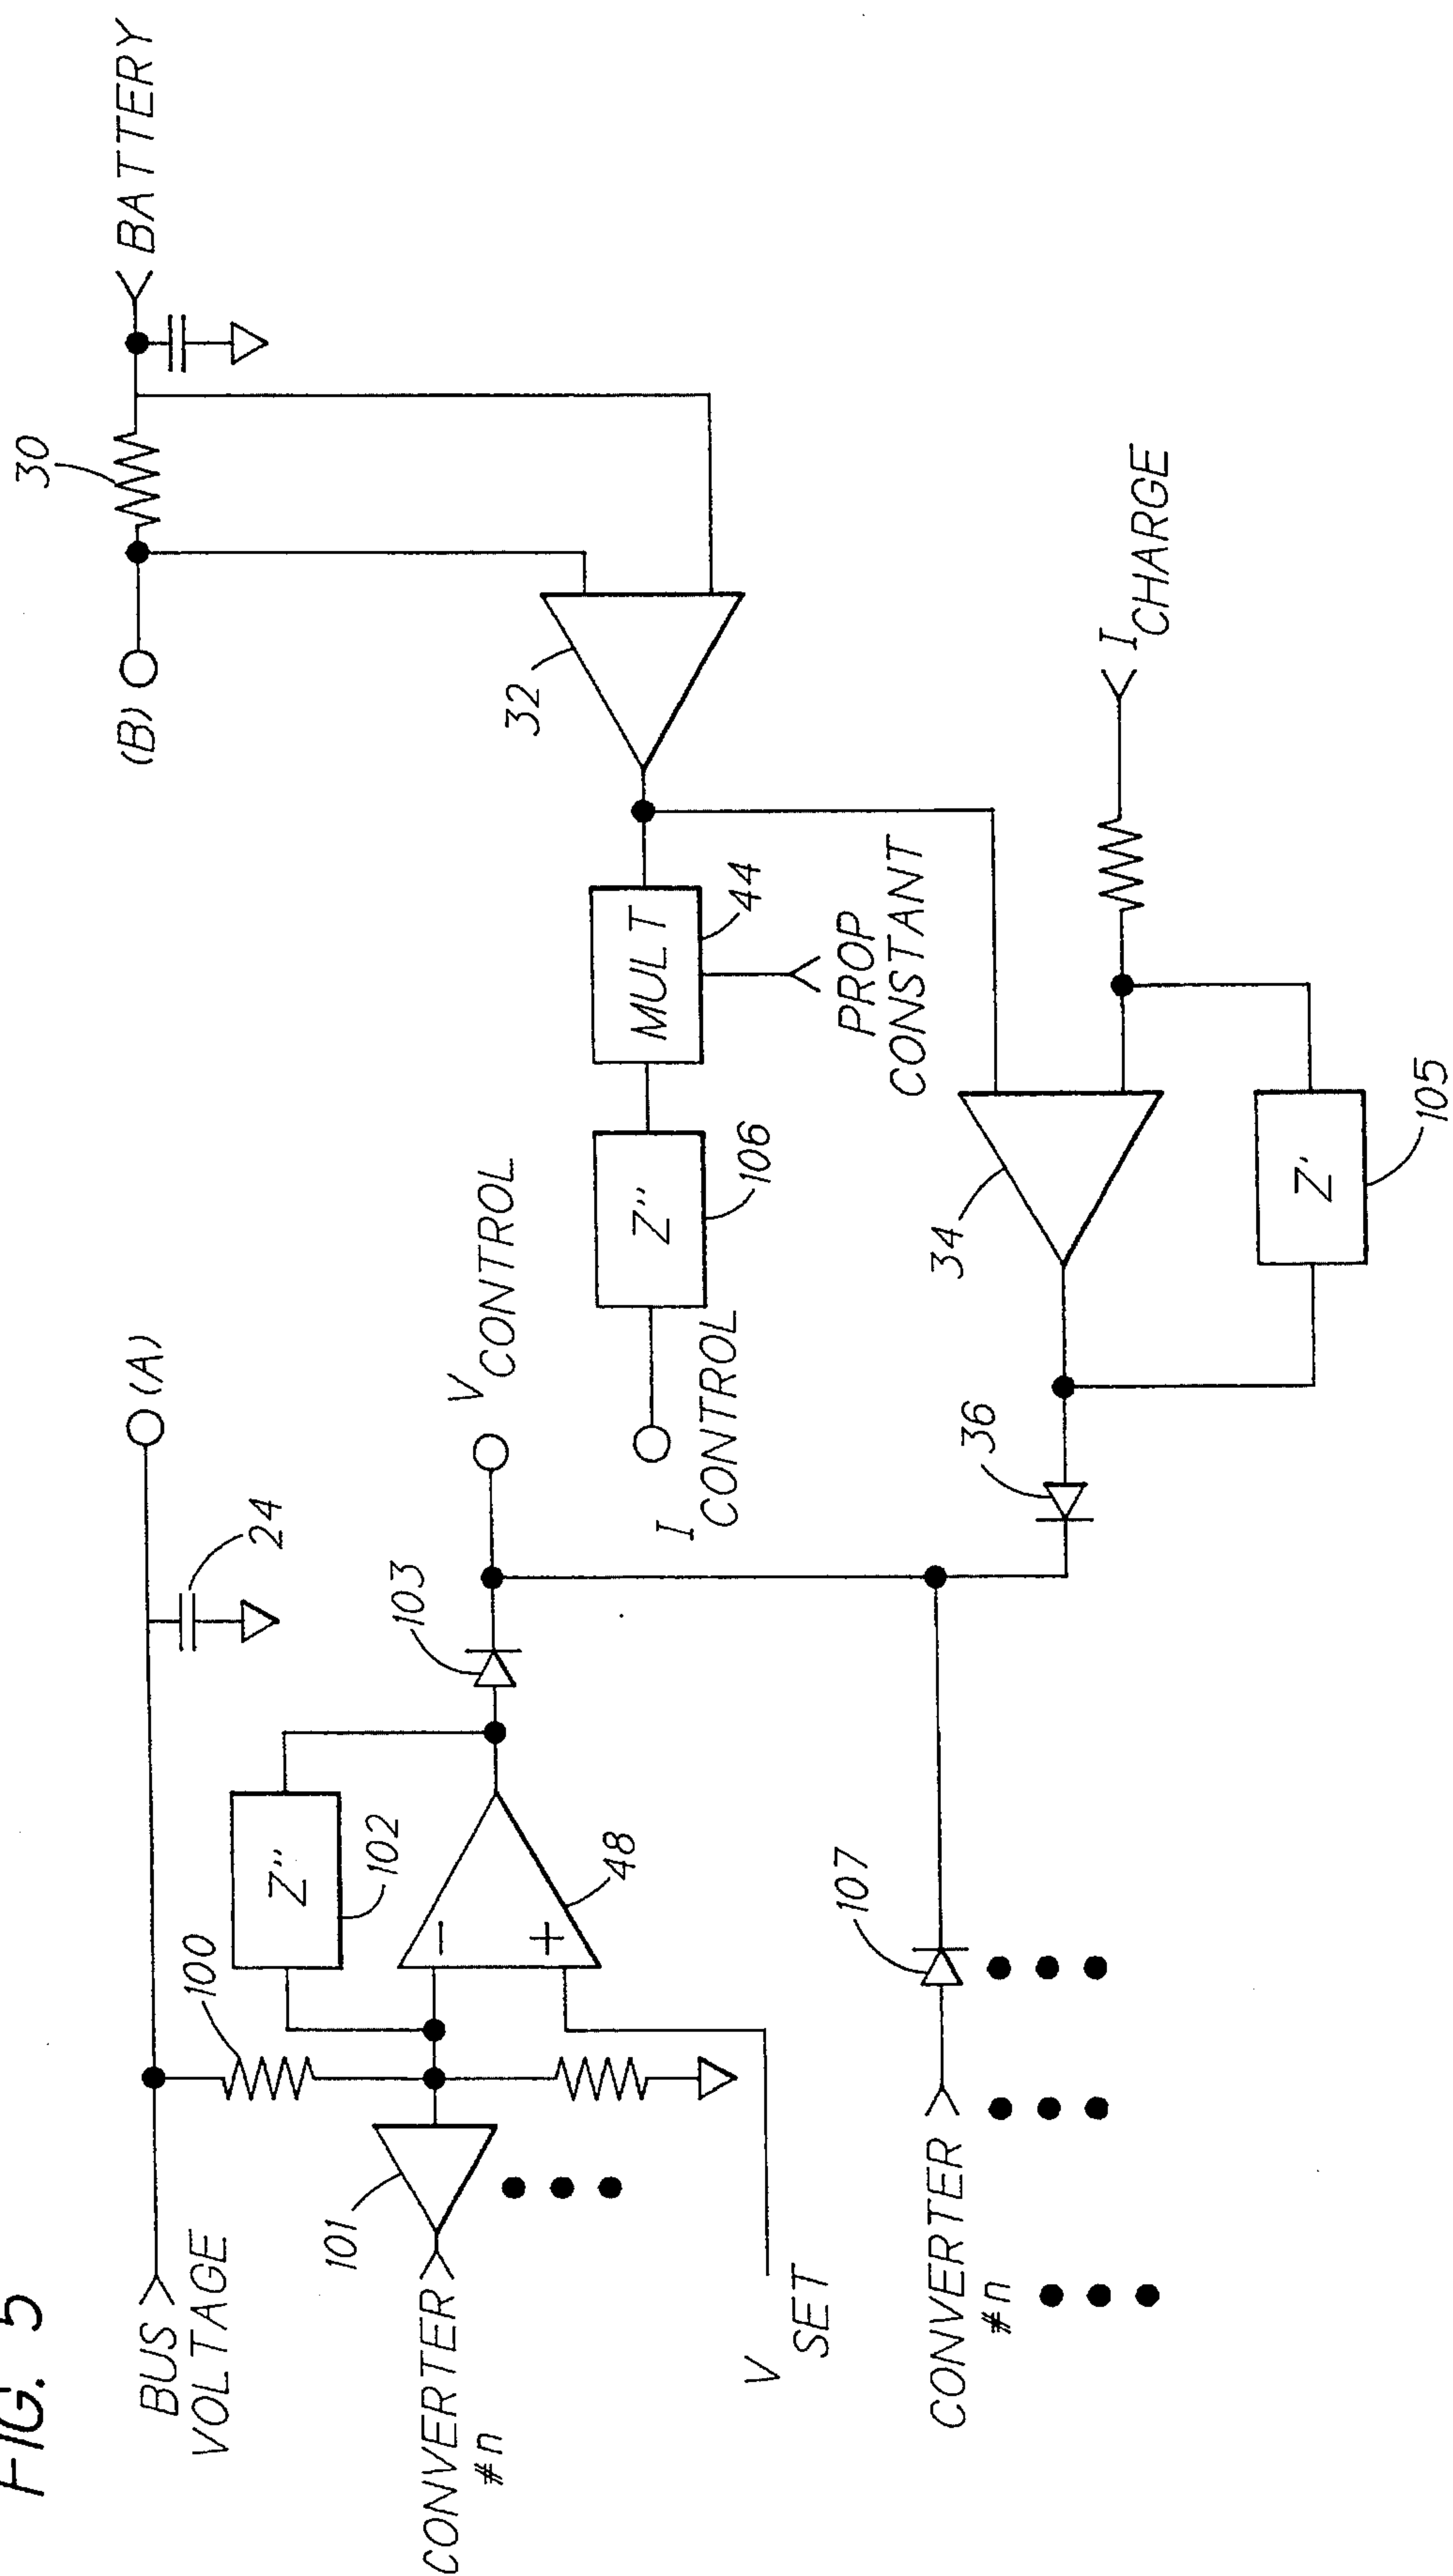 FIG. 5
BUS
VOLTAGE
(A)
24
100
Z''
102
101
CONVERTER
#n
−
+
48
103
V
CONTROL
V
SET
CONVERTER
#n
107
(B)
30
BATTERY
32
MULT
44
PROP
CONSTANT
Z''
106
I
CONTROL
34
36
Z'
105
I
CHARGE